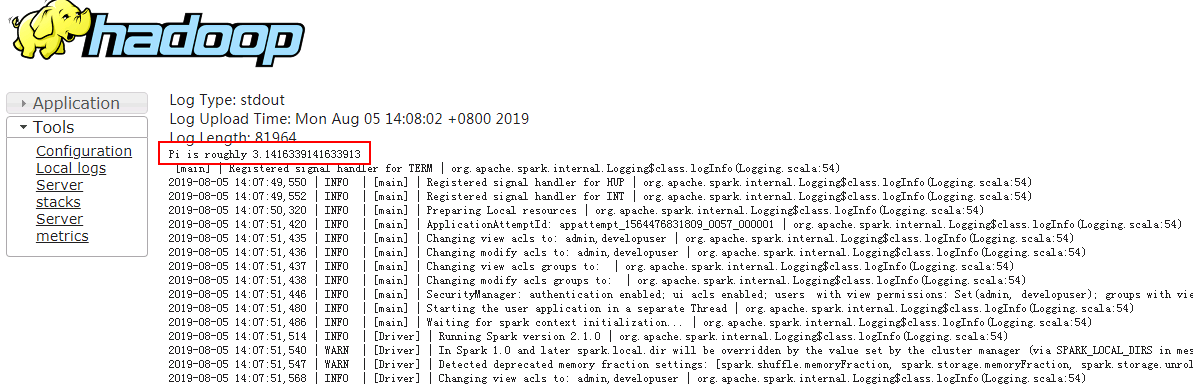 hadoop
Application
Tools
Configuration
Local logs
Server
stacks
Server
metrics
Log Type: stdout
Log Upload Time: Mon Aug 05 14:08:02 +0800 2019
Log Length: 81964
Pi is roughly 3.1416339141633913
[main] | Registered signal handler for TERM | org.apache.spark.internal.Logging$class.logInfo(Logging.scala:54)
2019-08-05 14:07:49,550 | INFO | [main] | Registered signal handler for HUP | org.apache.spark.internal.Logging$class.logInfo(Logging.scala:54)
2019-08-05 14:07:49,552 | INFO | [main] | Registered signal handler for INT | org.apache.spark.internal.Logging$class.logInfo(Logging.scala:54)
2019-08-05 14:07:50,320 | INFO | [main] | Preparing Local resources | org.apache.spark.internal.Logging$class.logInfo(Logging.scala:54)
2019-08-05 14:07:51,420 | INFO | [main] | ApplicationAttemptId: appattempt_1564476831809_0057_000001 | org.apache.spark.internal.Logging$class.logInfo(Logging.scala:54)
2019-08-05 14:07:51,435 | INFO | [main] | Changing view acls to: admin,developuser | org.apache.spark.internal.Logging$class.logInfo(Logging.scala:54)
2019-08-05 14:07:51,436 | INFO | [main] | Changing modify acls to: admin,developuser | org.apache.spark.internal.Logging$class.logInfo(Logging.scala:54)
2019-08-05 14:07:51,437 | INFO | [main] | Changing view acls groups to: | org.apache.spark.internal.Logging$class.logInfo(Logging.scala:54)
2019-08-05 14:07:51,438 | INFO | [main] | Changing modify acls groups to: | org.apache.spark.internal.Logging$class.logInfo(Logging.scala:54)
2019-08-05 14:07:51,446 | INFO | [main] | SecurityManager: authentication enabled; ui acls enabled; users with view permissions: Set(admin, developuser); groups with vie
2019-08-05 14:07:51,480 | INFO | [main] | Starting the user application in a separate Thread | org.apache.spark.internal.Logging$class.logInfo(Logging.scala:54)
2019-08-05 14:07:51,486 | INFO | [main] | Waiting for spark context initialization... | org.apache.spark.internal.Logging$class.logInfo(Logging.scala:54)
2019-08-05 14:07:51,514 | INFO | [Driver] | Running Spark version 2.1.0 | org.apache.spark.internal.Logging$class.logInfo(Logging.scala:54)
2019-08-05 14:07:51,540 | WARN | [Driver] | In Spark 1.0 and later spark.local.dir will be overridden by the value set by the cluster manager (via SPARK_LOCAL_DIRS in mes
2019-08-05 14:07:51,547 | WARN | [Driver] | Detected deprecated memory fraction settings: [spark.shuffle.memoryFraction, spark.storage.memoryFraction, spark.storage.unrol
2019-08-05 14:07:51,568 | INFO | [Driver] | Changing view acls to: admin,developuser | org.apache.spark.internal.Logging$class.logInfo(Logging.scala:54)